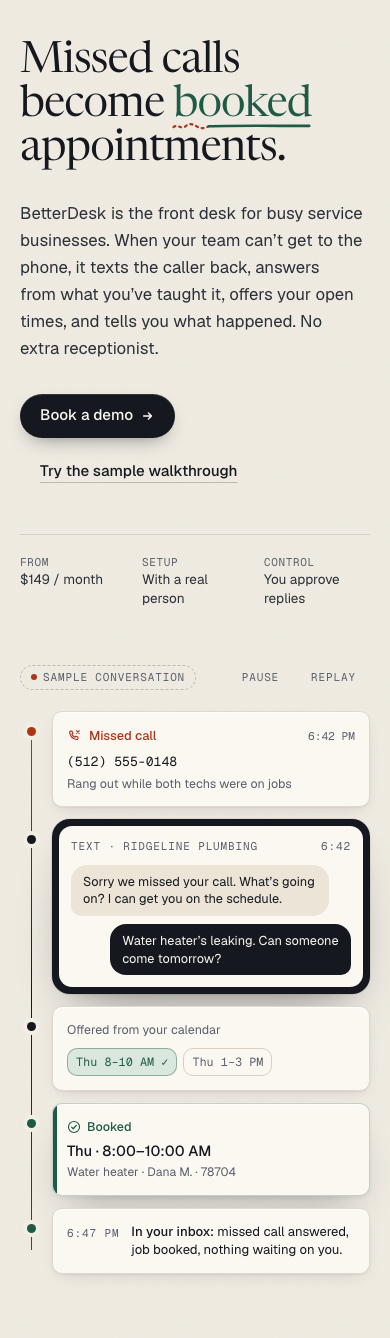 Missed calls
become booked
appointments.
BetterDesk is the front desk for busy service
businesses. When your team can’t get to the
phone, it texts the caller back, answers
from what you’ve taught it, offers your open
times, and tells you what happened. No
extra receptionist.
Book a demo →
Try the sample walkthrough
FROM
$149 / month
SETUP
With a real
person
CONTROL
You approve
replies
SAMPLE CONVERSATION
PAUSE
REPLAY
Missed call
6:42 PM
(512) 555-0148
Rang out while both techs were on jobs
TEXT · RIDGELINE PLUMBING
6:42
Sorry we missed your call. What’s going
on? I can get you on the schedule.
Water heater’s leaking. Can someone
come tomorrow?
Offered from your calendar
Thu 8–10 AM ✓
Thu 1–3 PM
Booked
Thu · 8:00–10:00 AM
Water heater · Dana M. · 78704
6:47 PM
In your inbox: missed call answered,
job booked, nothing waiting on you.